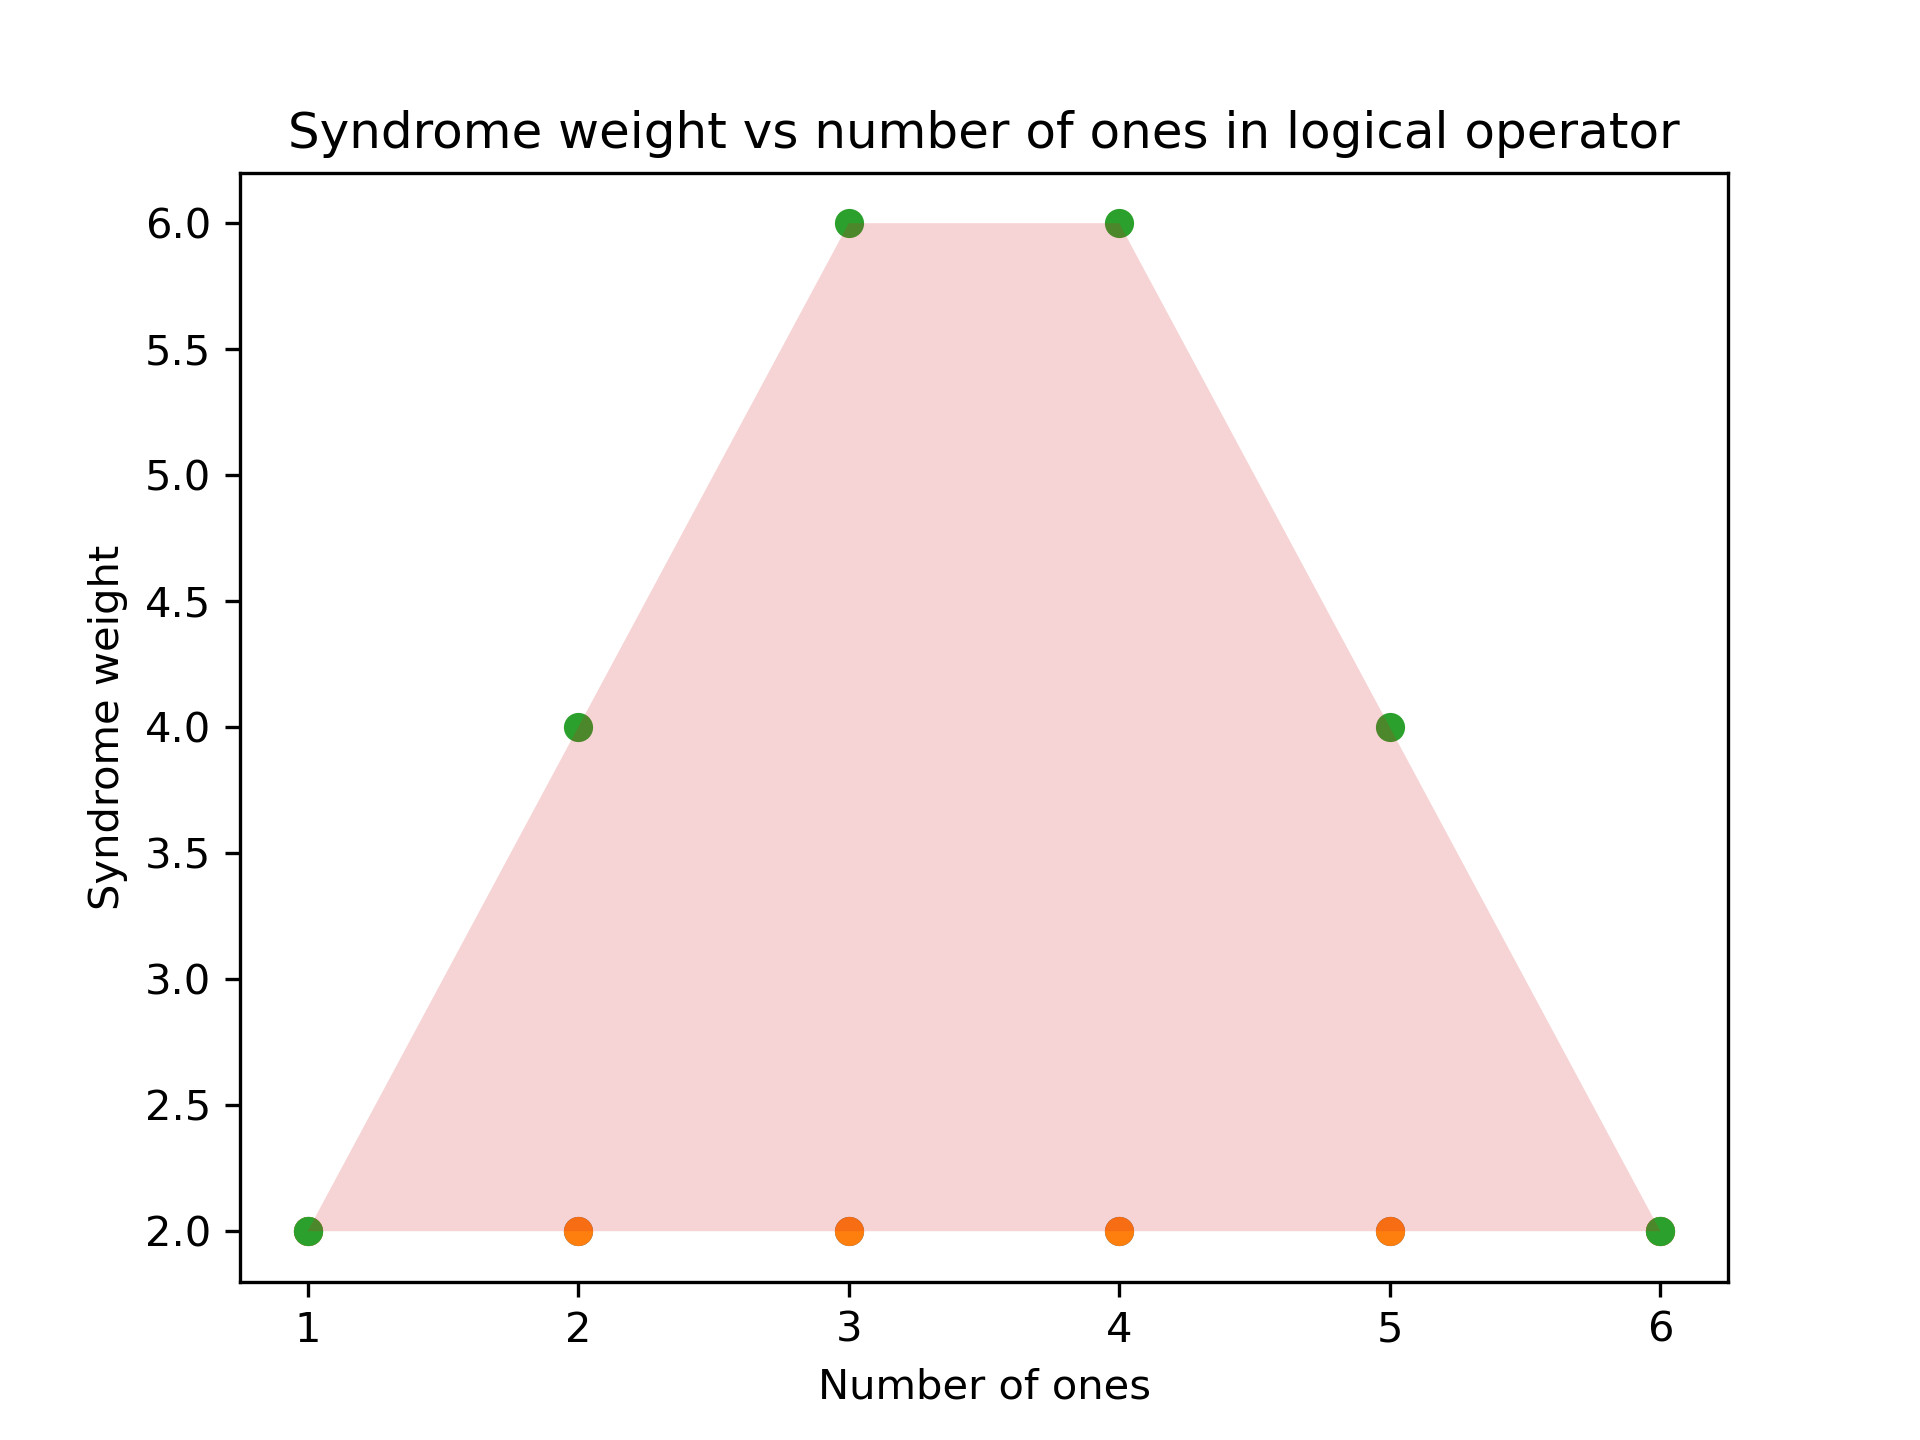 Syndrome weight vs number of ones in logical operator
Syndrome weight
6.0
5.5
5.0
4.5
4.0
3.5
3.0
2.5
2.0
1 2 3 4 5 6
Number of ones